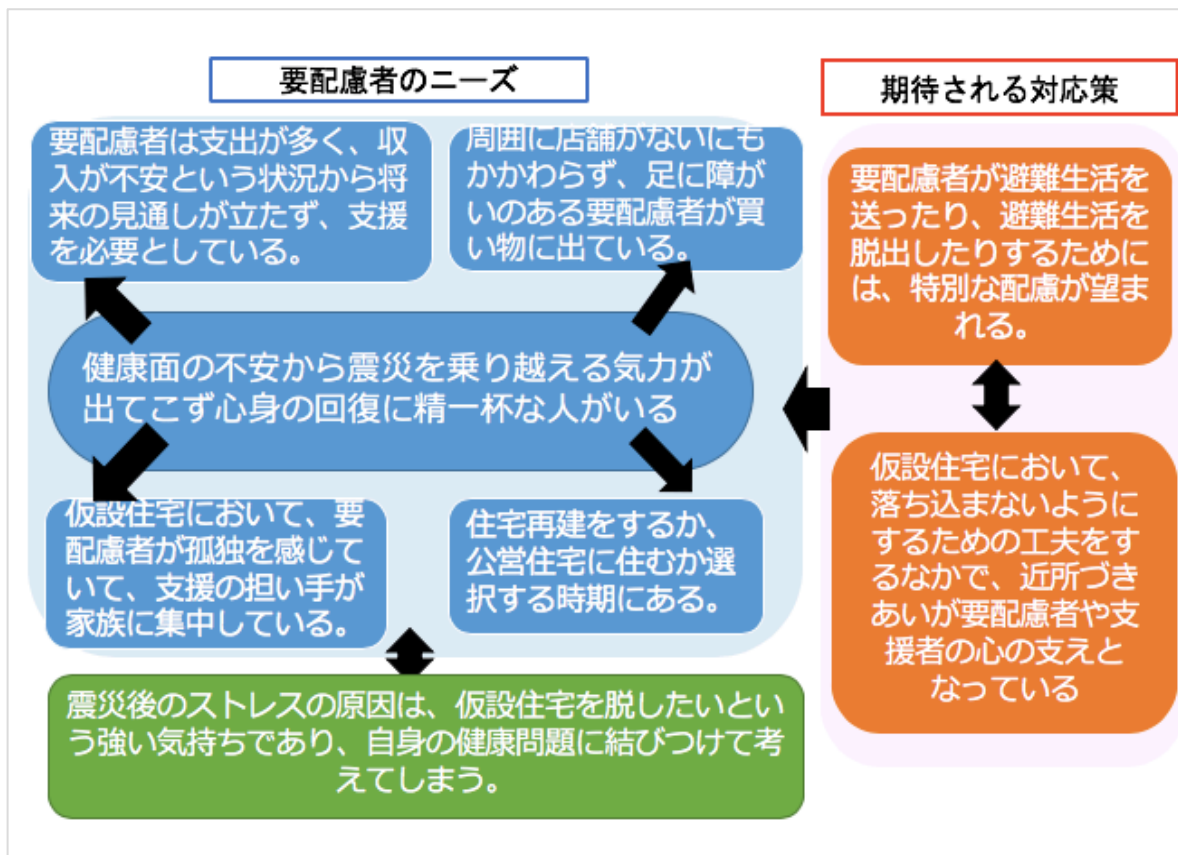 要配慮者のニーズ
要配慮者は支出が多く、収
入が不安という状況から将
来の見通しが立たず、支援
を必要としている。
周囲に店舗がないにも
かかわらず、足に障が
いのある要配慮者が買
い物に出ている。
健康面の不安から震災を乗り越える気力が
出てこず心身の回復に精一杯な人がいる
仮設住宅において、要
配慮者が孤独を感じて
いて、支援の担い手が
家族に集中している。
住宅再建をするか、
公営住宅に住むか選
択する時期にある。
震災後のストレスの原因は、仮設住宅を脱したいとい
う強い気持ちであり、自身の健康問題に結びつけて考
えてしまう。
期待される対応策
要配慮者が避難生活を
送ったり、避難生活を
脱出したりするために
は、特別な配慮が望ま
れる。
仮設住宅において、
落ち込まないように
するための工夫をす
るなかで、近所づき
あいが要配慮者や支
援者の心の支えと
なっている